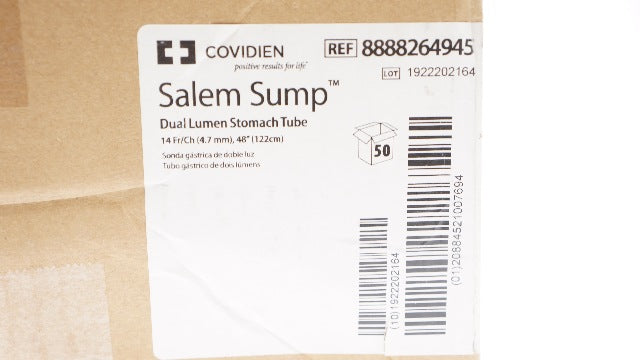 COVIDIEN
positive results for life™
REF 8888264945
LOT 1922202164
Salem Sump™
Dual Lumen Stomach Tube
14 Fr/Ch (4.7 mm), 48" (122cm)
Sonda gástrica de doble luz
Tubo gástrico de dois lúmens
50
(10)1922202164
(01)20884521007694